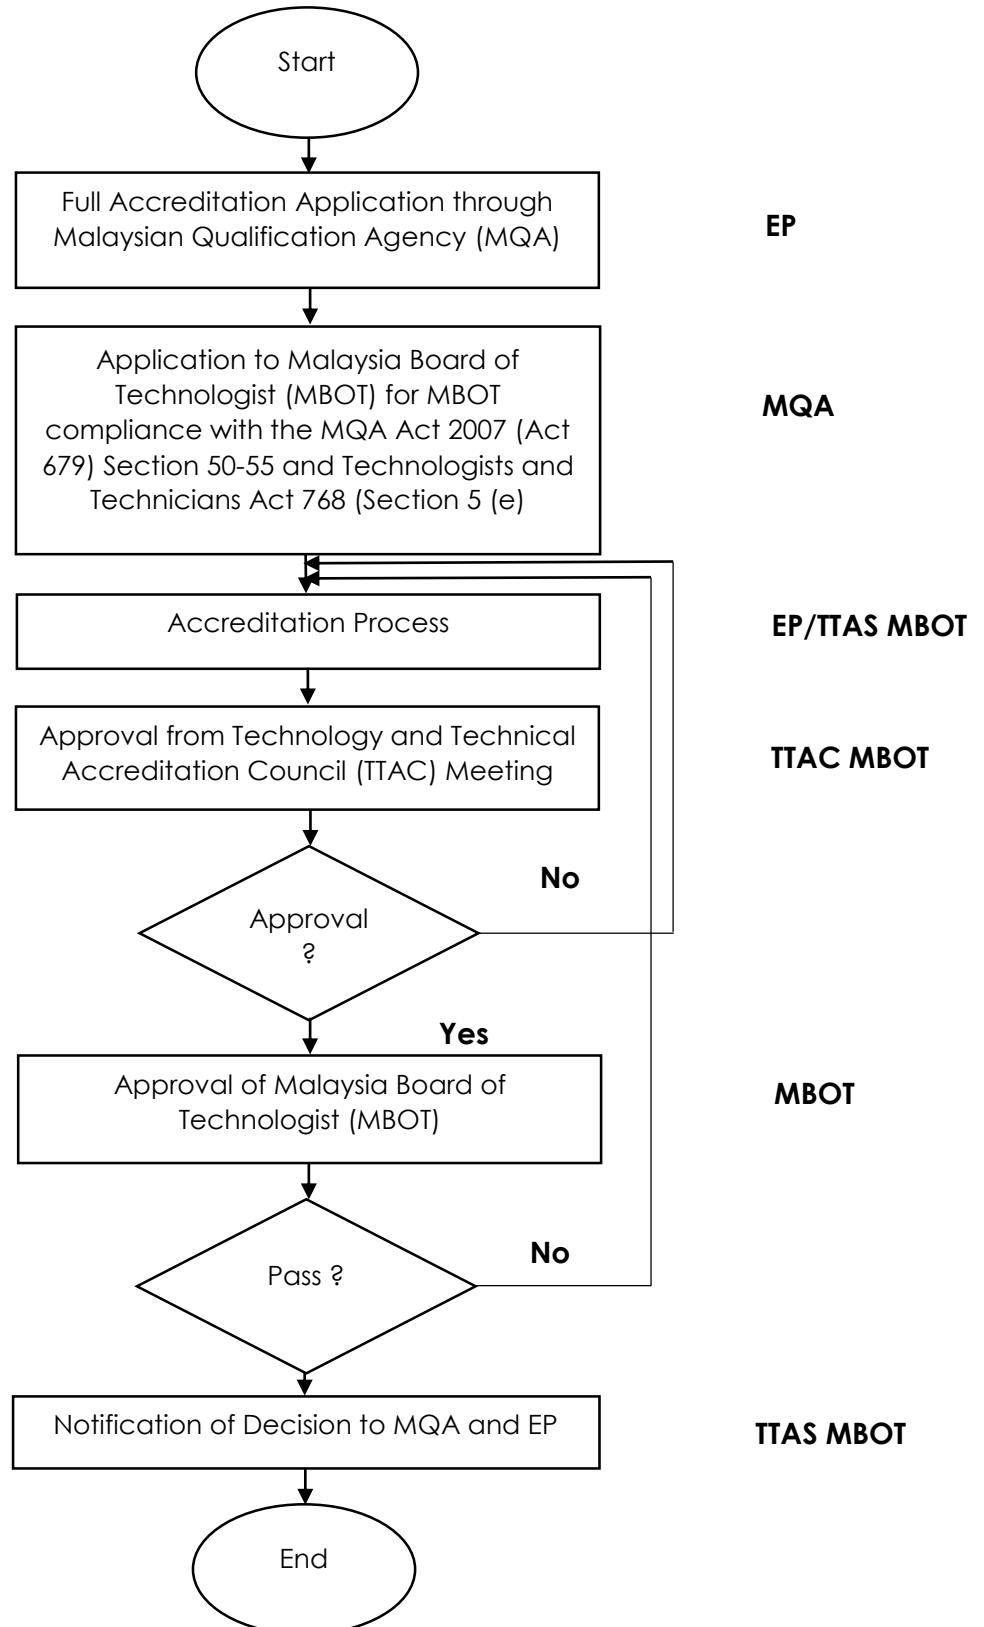 Start
Full Accreditation Application through
Malaysian Qualification Agency (MQA)
EP
Application to Malaysia Board of
Technologist (MBOT) for MBOT
compliance with the MQA Act 2007 (Act
679) Section 50-55 and Technologists and
Technicians Act 768 (Section 5 (e)
MQA
Accreditation Process
EP/TTAS MBOT
Approval from Technology and Technical
Accreditation Council (TTAC) Meeting
TTAC MBOT
No
Approval
?
Yes
Approval of Malaysia Board of
Technologist (MBOT)
MBOT
No
Pass ?
Notification of Decision to MQA and EP
TTAS MBOT
End